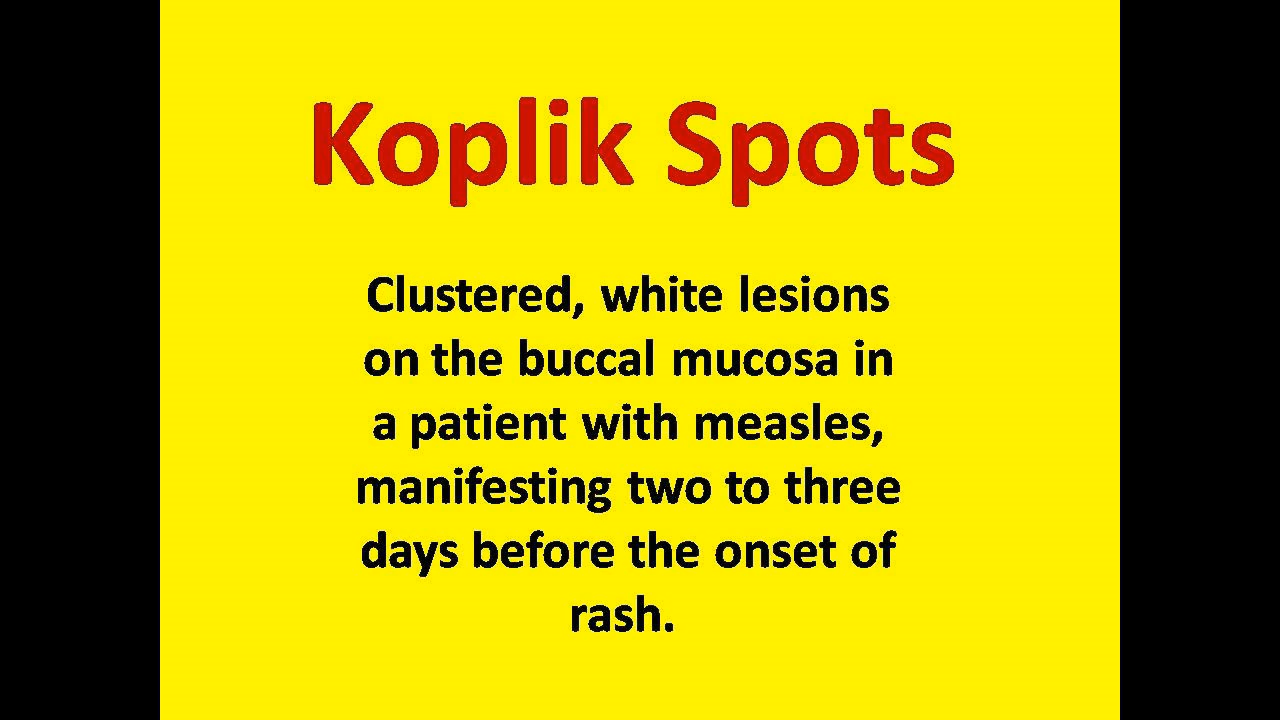 Koplik Spots
Clustered, white lesions
on the buccal mucosa in
a patient with measles,
manifesting two to three
days before the onset of
rash.